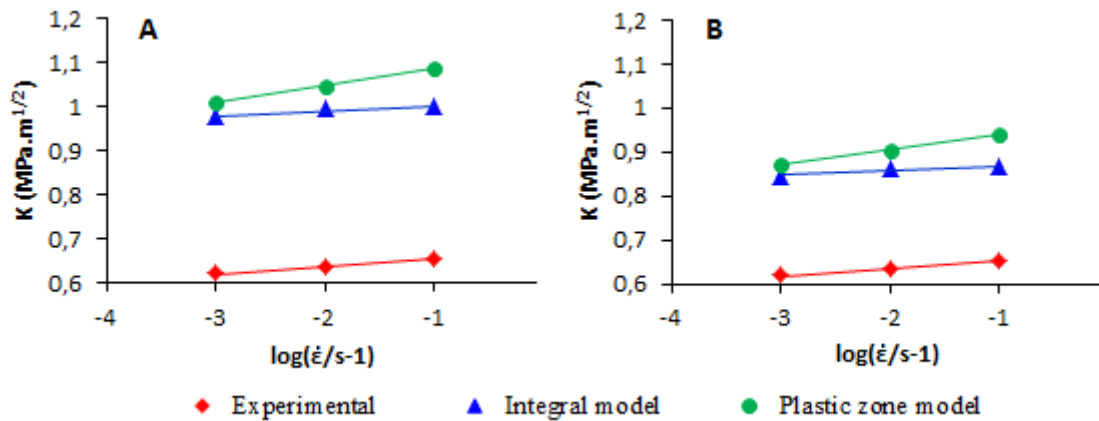 A
K (MPa.m1/2)
1,2
1,1
1
0,9
0,8
0,7
0,6
-4 -3 -2 -1
log(ἐ/s-1)
B
K (MPa.m1/2)
1,2
1,1
1
0,9
0,8
0,7
0,6
-4 -3 -2 -1
log(ἐ/s-1)
Experimental Integral model Plastic zone model